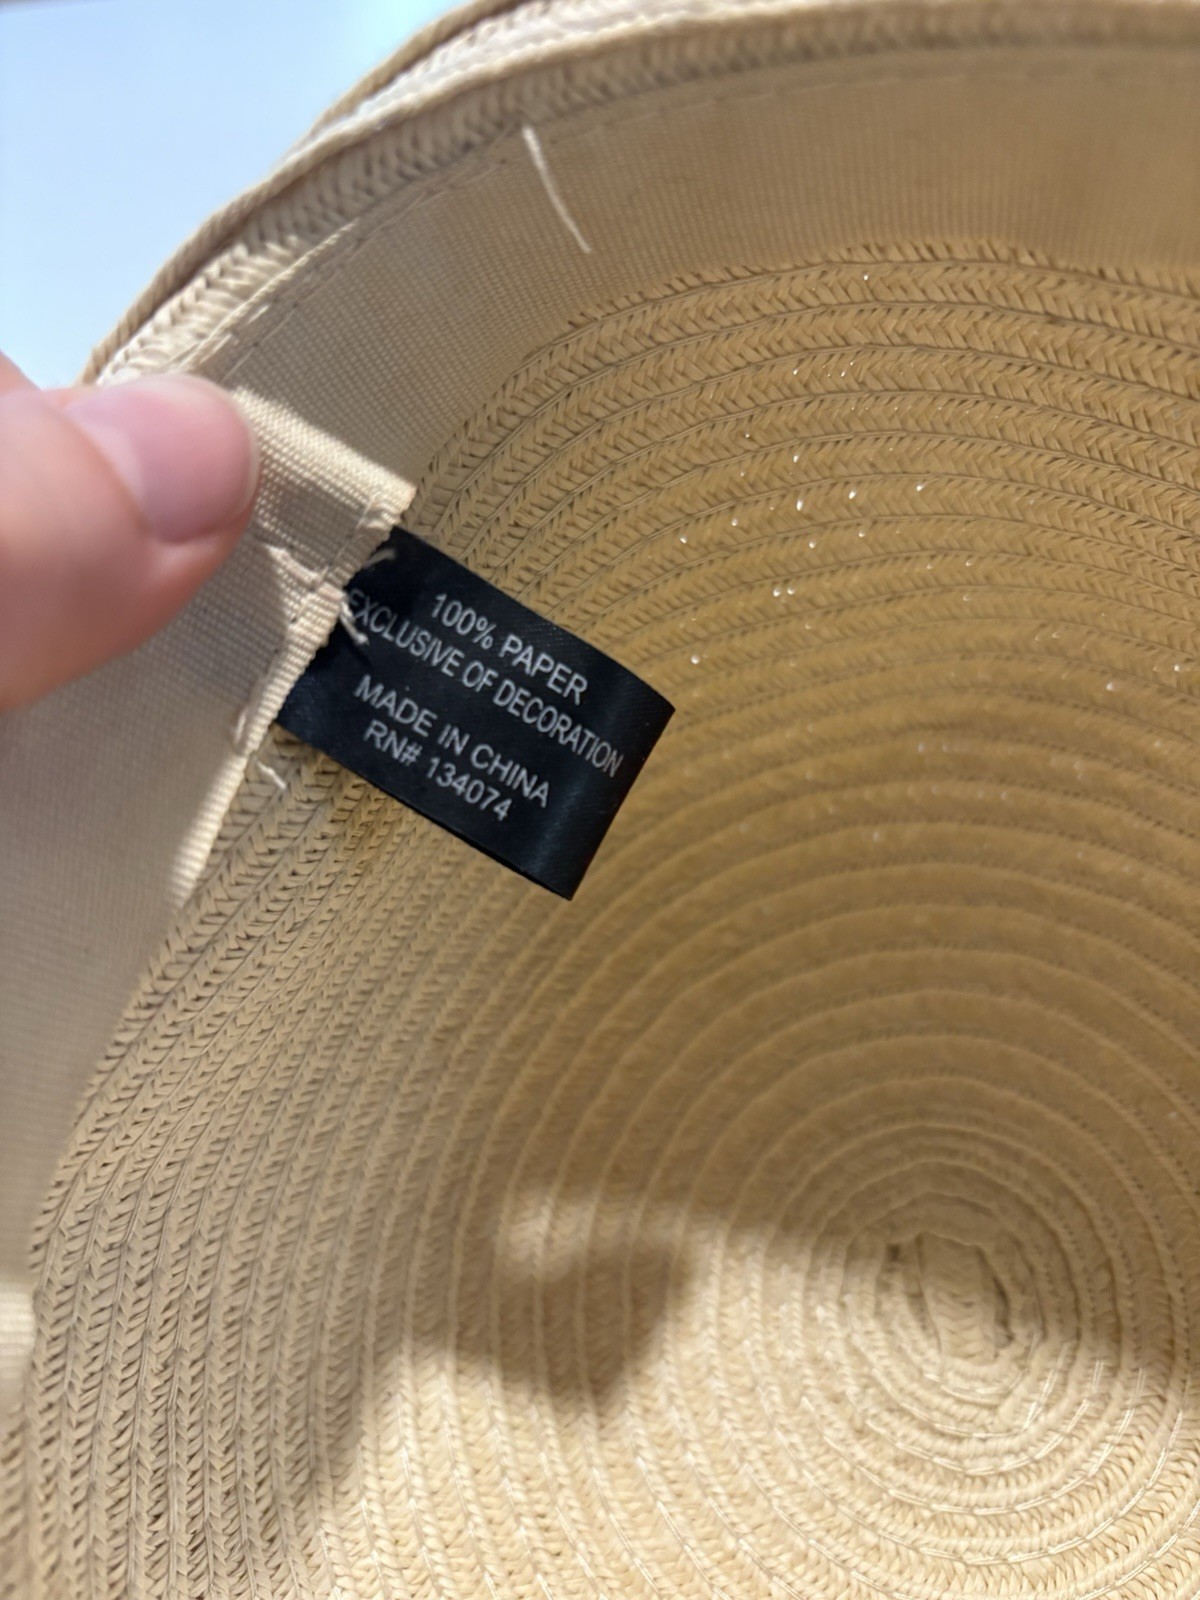 100% PAPER
EXCLUSIVE OF DECORATION
MADE IN CHINA
RN# 134074